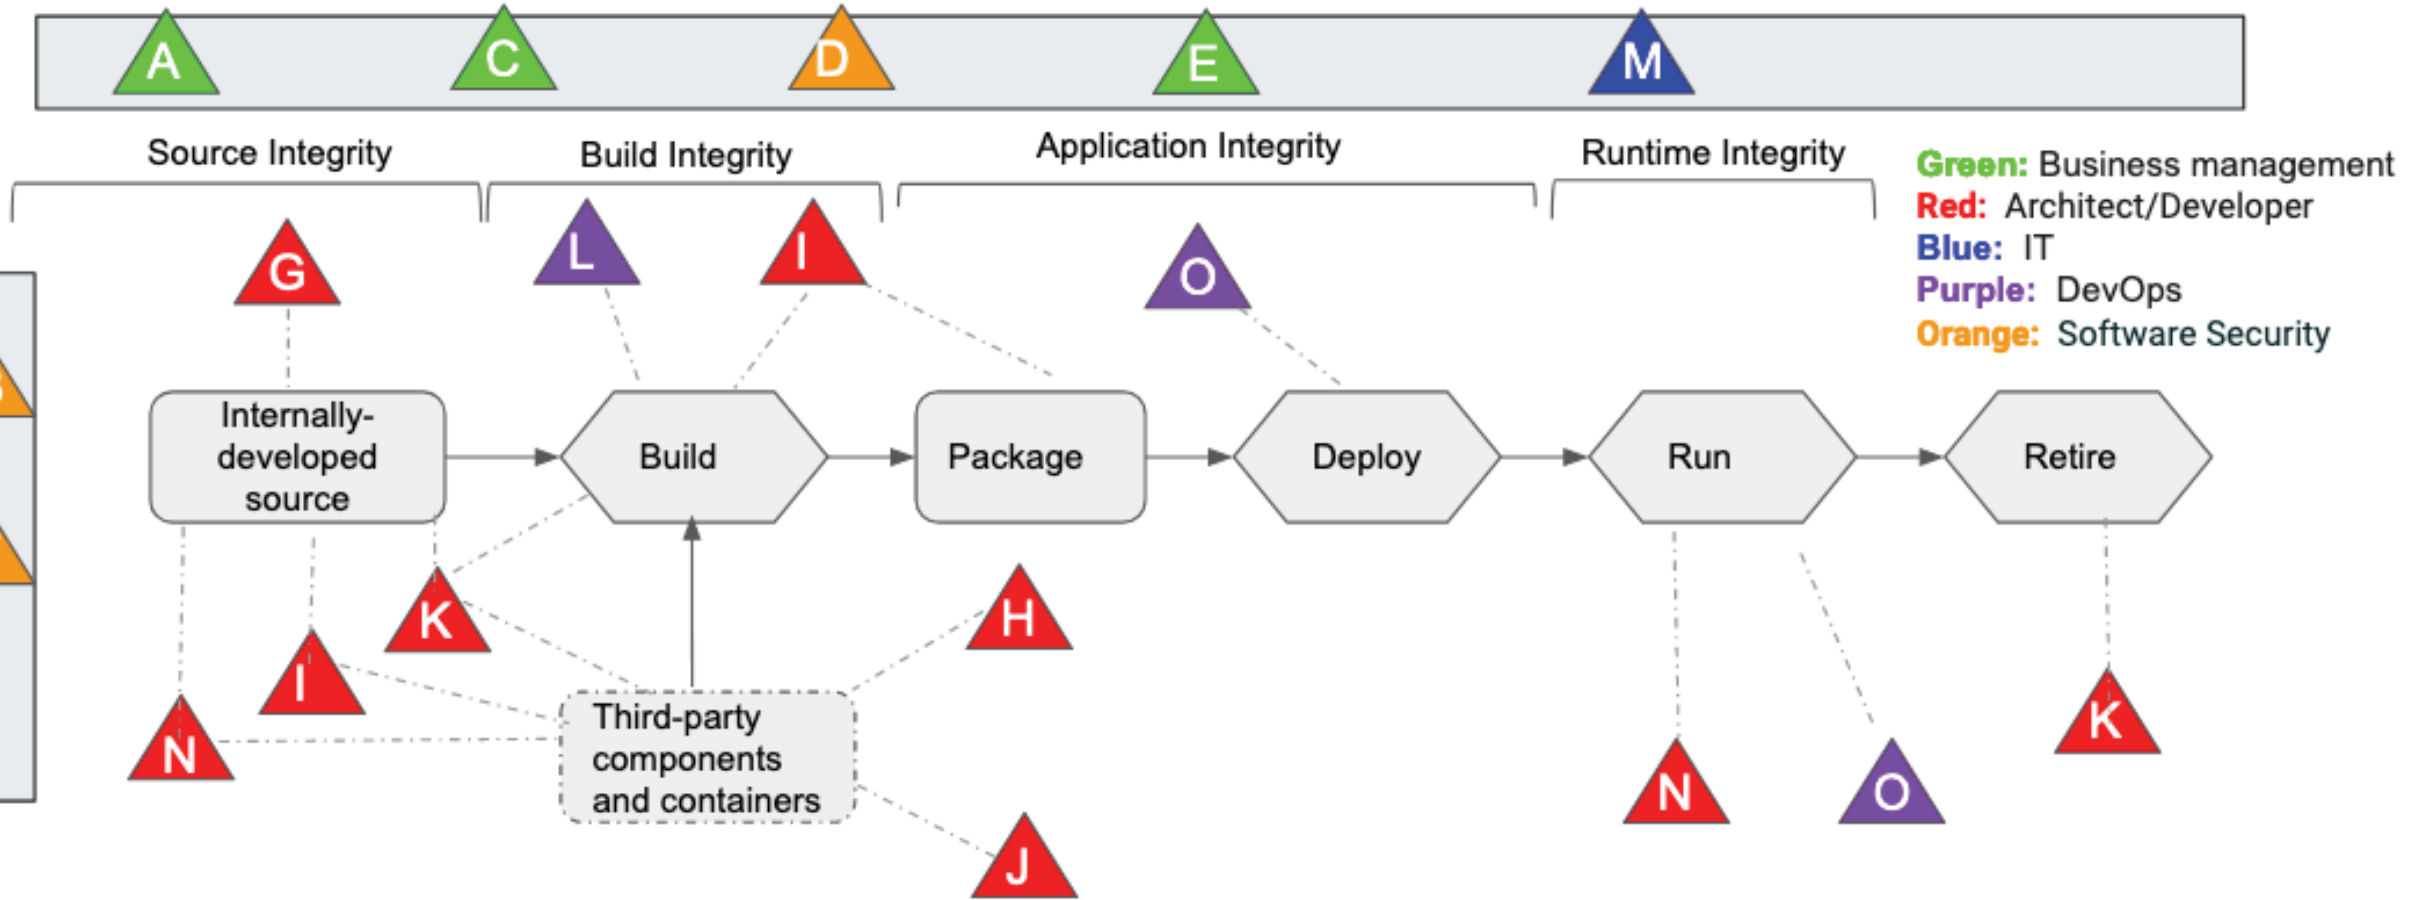 A
C
D
E
M
Source Integrity
Build Integrity
Application Integrity
Runtime Integrity
Green: Business management
Red: Architect/Developer
Blue: IT
Purple: DevOps
Orange: Software Security
G
L
I
O
Internally-
developed
source
Build
Package
Deploy
Run
Retire
K
H
I
N
Third-party
components
and containers
J
N
O
K